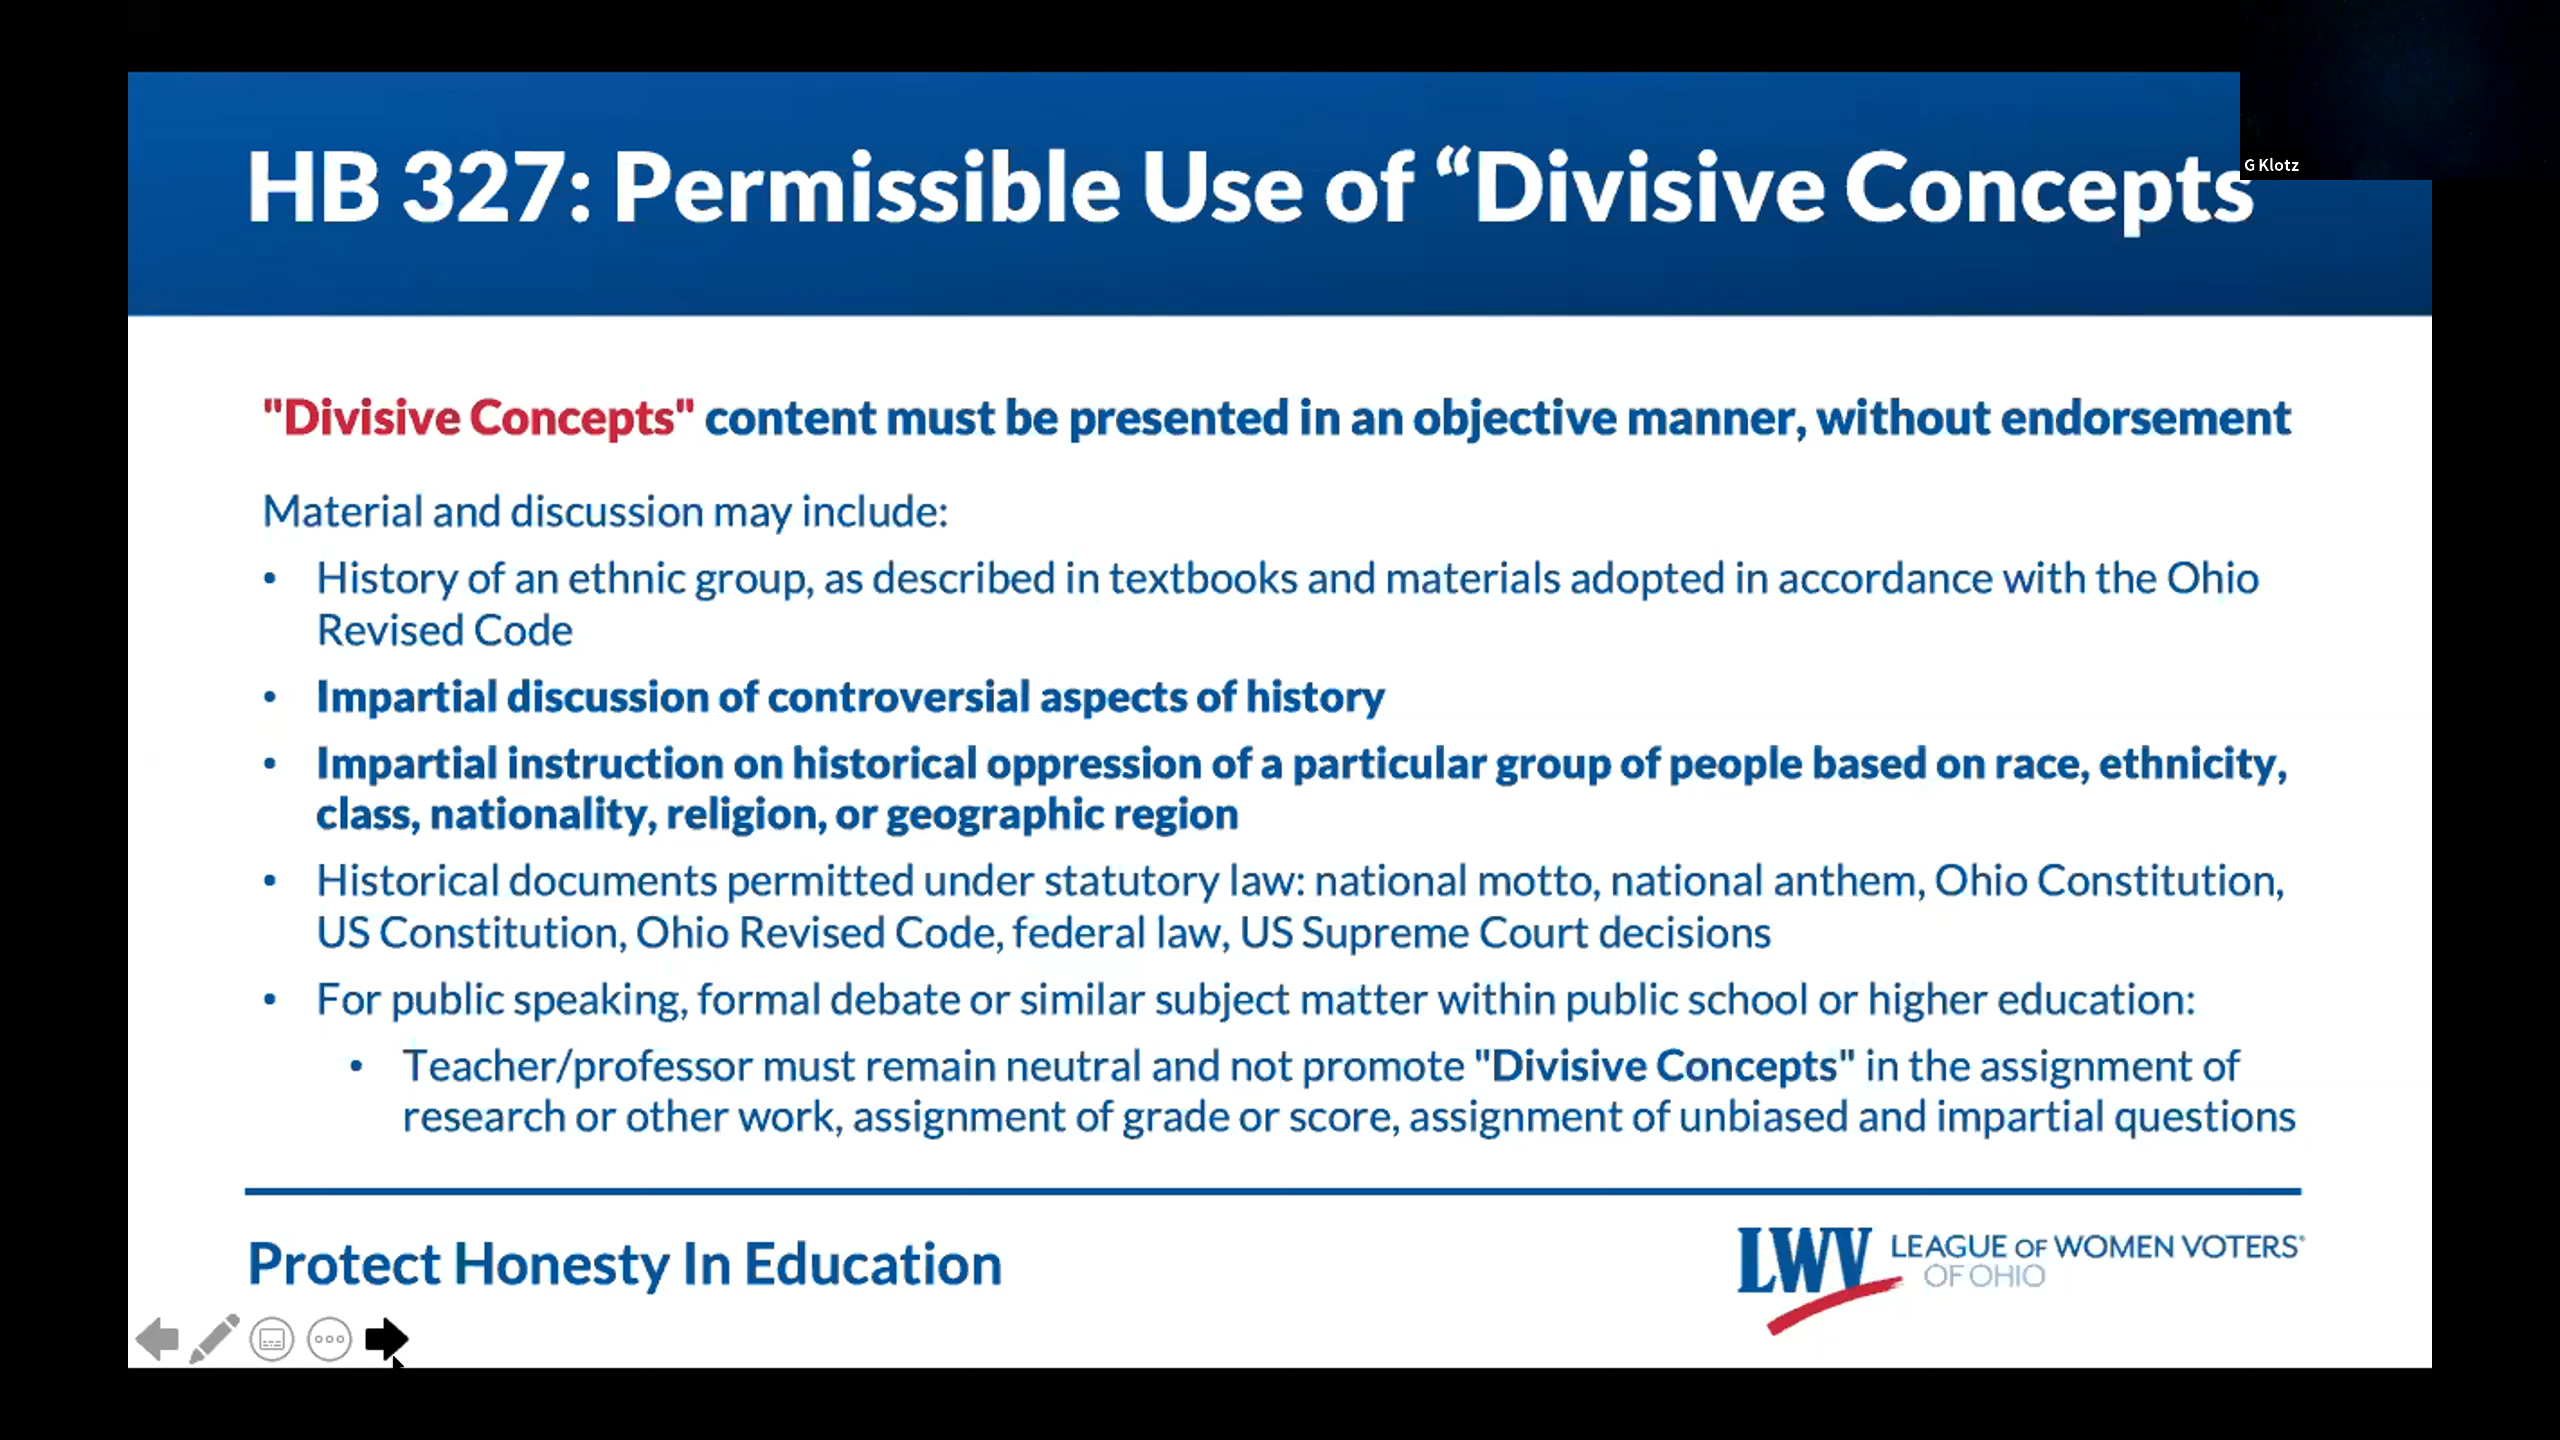 HB 327: Permissible Use of “Divisive Concepts
G Klotz
"Divisive Concepts" content must be presented in an objective manner, without endorsement
Material and discussion may include:
• History of an ethnic group, as described in textbooks and materials adopted in accordance with the Ohio
Revised Code
• Impartial discussion of controversial aspects of history
• Impartial instruction on historical oppression of a particular group of people based on race, ethnicity,
class, nationality, religion, or geographic region
• Historical documents permitted under statutory law: national motto, national anthem, Ohio Constitution,
US Constitution, Ohio Revised Code, federal law, US Supreme Court decisions
• For public speaking, formal debate or similar subject matter within public school or higher education:
• Teacher/professor must remain neutral and not promote "Divisive Concepts" in the assignment of
research or other work, assignment of grade or score, assignment of unbiased and impartial questions
Protect Honesty In Education
LWV LEAGUE OF WOMEN VOTERS®
OF OHIO